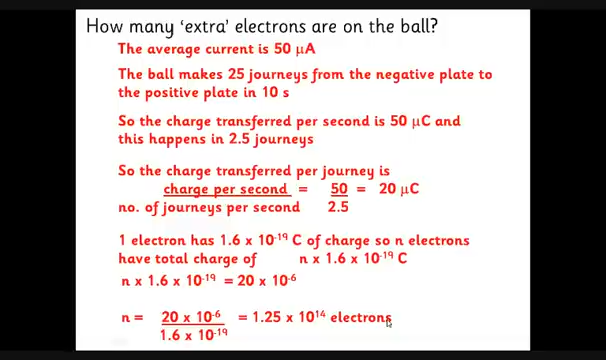 How many ‘extra’ electrons are on the ball?
The average current is 50 µA
The ball makes 25 journeys from the negative plate to
the positive plate in 10 s
So the charge transferred per second is 50 µC and
this happens in 2.5 journeys
So the charge transferred per journey is
charge per second = 50 = 20 µC
no. of journeys per second 2.5
1 electron has 1.6 x 10⁻¹⁹ C of charge so n electrons
have total charge of n x 1.6 x 10⁻¹⁹ C
n x 1.6 x 10⁻¹⁹ = 20 x 10⁻⁶
n = 20 x 10⁻⁶ = 1.25 x 10¹⁴ electrons
1.6 x 10⁻¹⁹